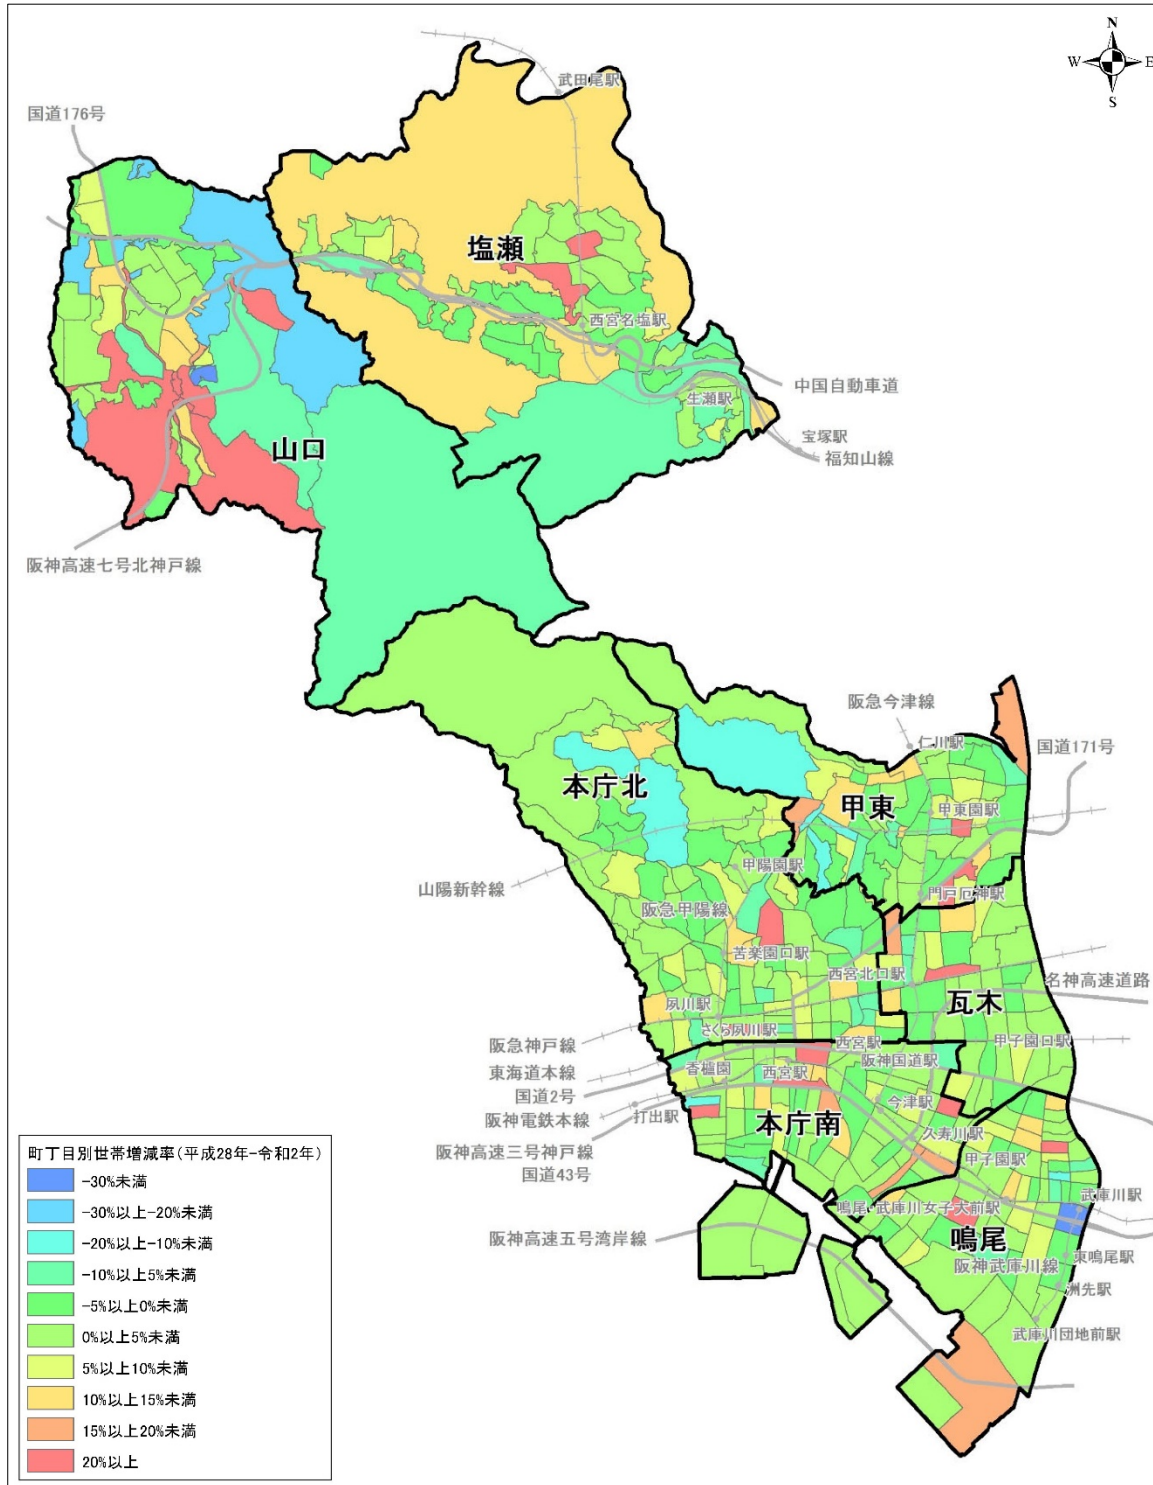 N
W
E
S
武田尾駅
国道176号
塩瀬
西宮名塩駅
中国自動車道
生瀬駅
宝塚駅
福知山線
山口
阪神高速七号北神戸線
阪急今津線
仁川駅
国道171号
本庁北
甲東
甲東園駅
甲陽園駅
山陽新幹線
門戸厄神駅
阪急甲陽線
苦楽園口駅
西宮北口駅
名神高速道路
瓦木
夙川駅
さくら夙川駅
阪急神戸線
西宮駅
甲子園口駅
阪神国道駅
東海道本線
香櫨園
西宮駅
国道2号
今津駅
阪神電鉄本線
打出駅
本庁南
久寿川駅
阪神高速三号神戸線
甲子園駅
国道43号
武庫川駅
鳴尾・武庫川女子大前駅
阪神高速五号湾岸線
鳴尾
東鳴尾駅
阪神武庫川線
洲先駅
武庫川団地前駅
町丁目別世帯増減率(平成28年-令和2年)
-30%未満
-30%以上-20%未満
-20%以上-10%未満
-10%以上5%未満
-5%以上0%未満
0%以上5%未満
5%以上10%未満
10%以上15%未満
15%以上20%未満
20%以上